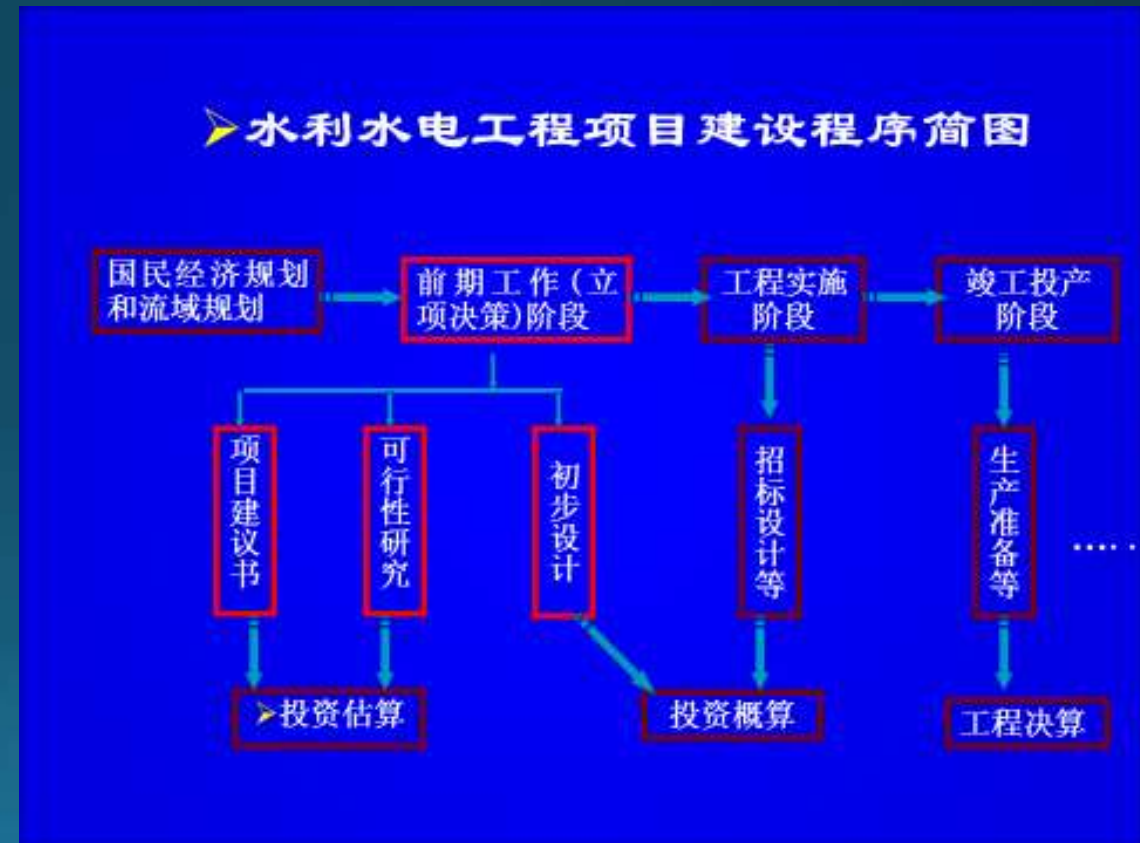 ➢水利水电工程项目建设程序简图
国民经济规划
和流域规划
前期工作(立
项决策)阶段
工程实施
阶段
竣工投产
阶段
项目建议书
可行性研究
初步设计
招标设计等
生产准备等
……
➢投资估算
投资概算
工程决算